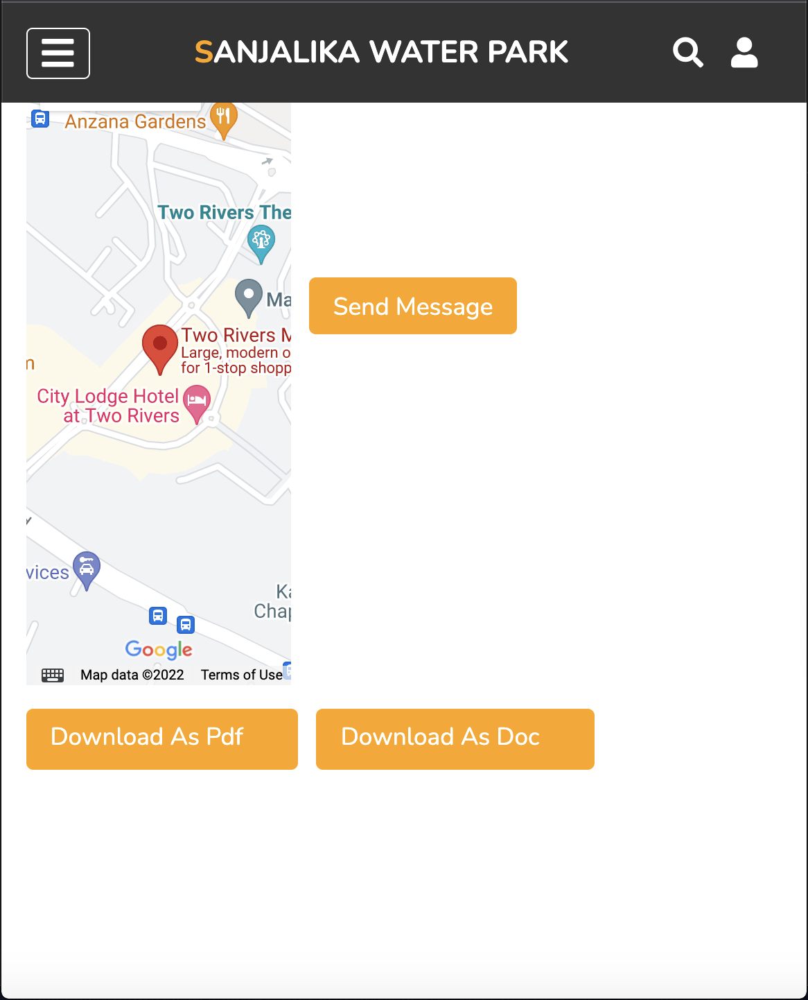 SANJALIKA WATER PARK
Anzana Gardens
Two Rivers The
Ma
Send Message
Two Rivers M
Large, modern o
for 1-stop shopp
City Lodge Hotel
at Two Rivers
vices
Ka
Chap
Google
Map data ©2022 Terms of Use
Download As Pdf
Download As Doc